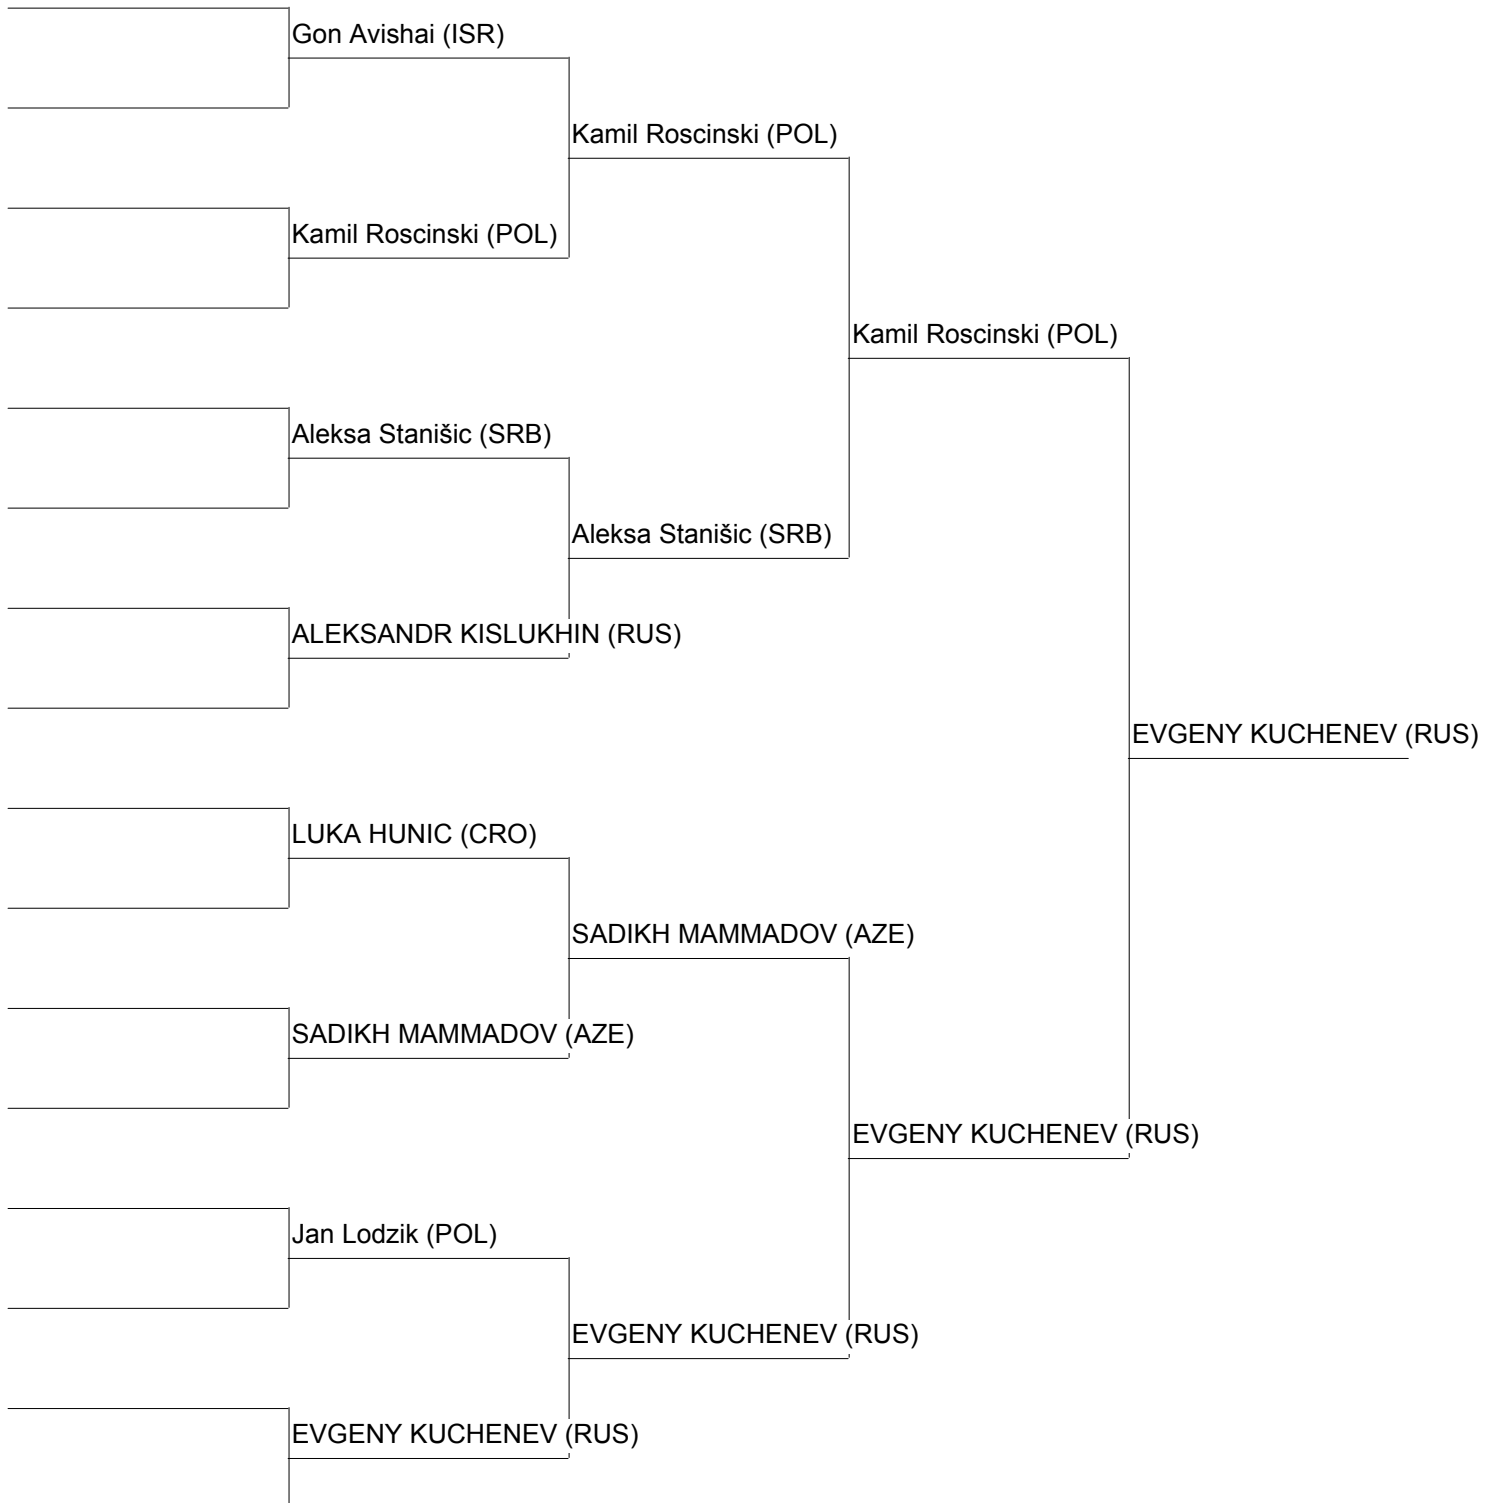 Gon Avishai (ISR)
Kamil Roscinski (POL)
Kamil Roscinski (POL)
Kamil Roscinski (POL)
Aleksa Stanišic (SRB)
Aleksa Stanišic (SRB)
ALEKSANDR KISLUKHIN (RUS)
EVGENY KUCHENEV (RUS)
LUKA HUNIC (CRO)
SADIKH MAMMADOV (AZE)
SADIKH MAMMADOV (AZE)
EVGENY KUCHENEV (RUS)
Jan Lodzik (POL)
EVGENY KUCHENEV (RUS)
EVGENY KUCHENEV (RUS)